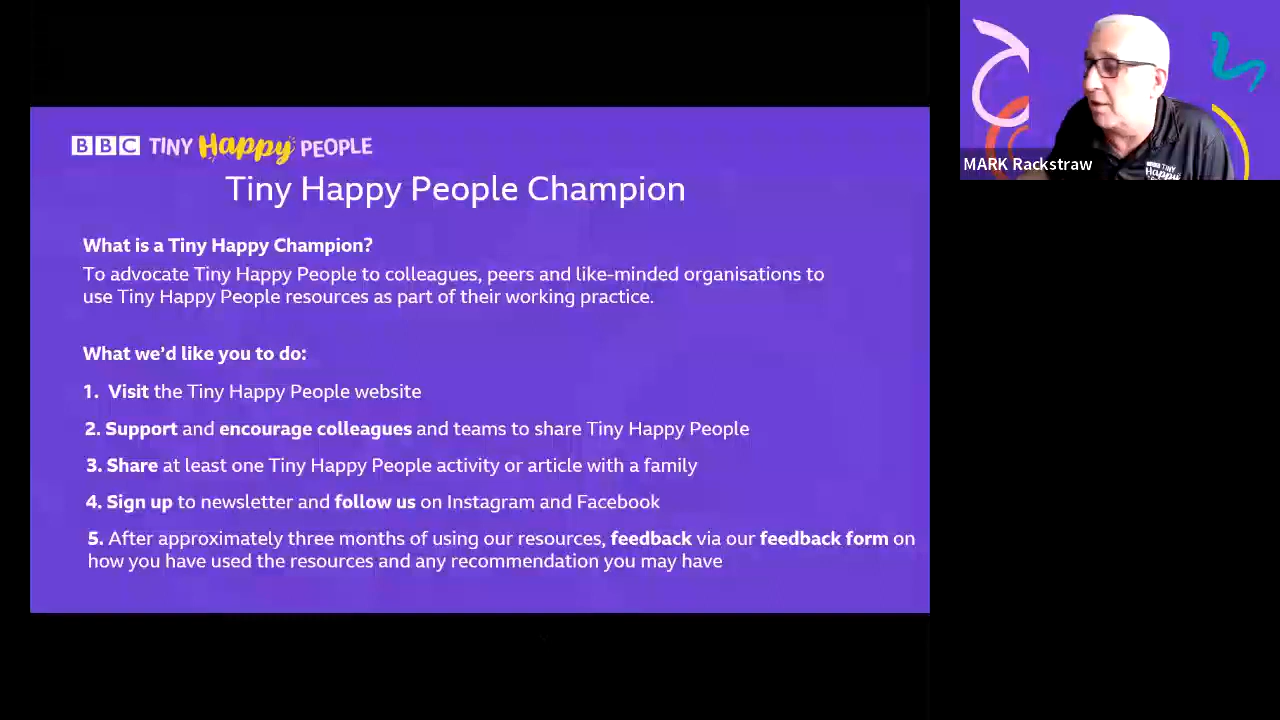 BBC TINY Happy PEOPLE
Tiny Happy People Champion
What is a Tiny Happy Champion?
To advocate Tiny Happy People to colleagues, peers and like-minded organisations to
use Tiny Happy People resources as part of their working practice.
What we'd like you to do:
1. Visit the Tiny Happy People website
2. Support and encourage colleagues and teams to share Tiny Happy People
3. Share at least one Tiny Happy People activity or article with a family
4. Sign up to newsletter and follow us on Instagram and Facebook
5. After approximately three months of using our resources, feedback via our feedback form on
how you have used the resources and any recommendation you may have
MARK Rackstraw
TINY
Happy